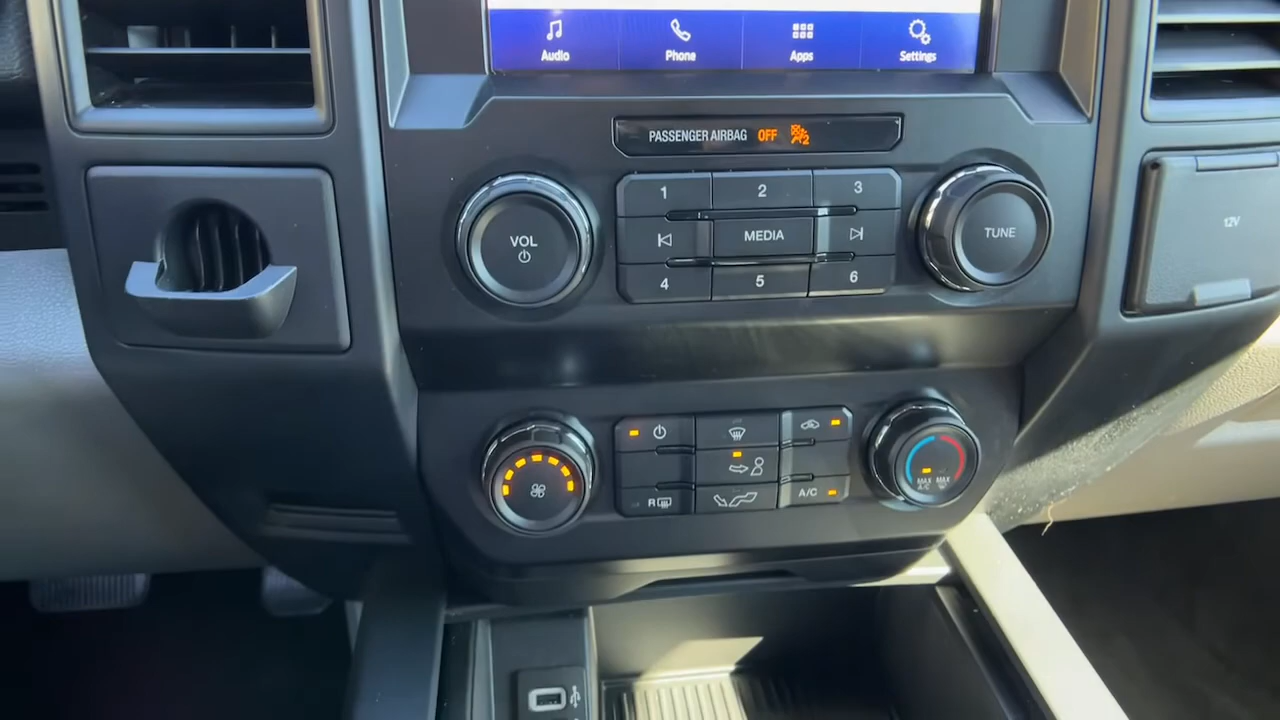 Audio Phone Apps Settings
PASSENGER AIRBAG OFF 2
1 2 3
VOL MEDIA TUNE
4 5 6
12V
R A/C
MAX A/C MAX